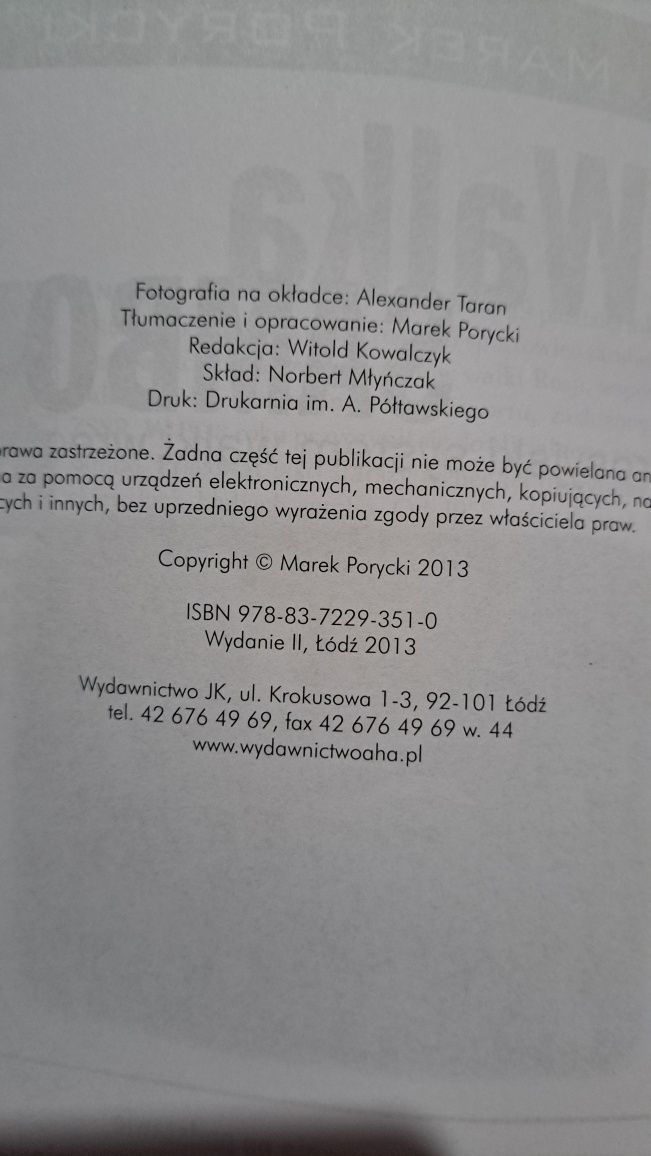 Fotografia na okładce: Alexander Taran
Tłumaczenie i opracowanie: Marek Porycki
Redakcja: Witold Kowalczyk
Skład: Norbert Młyńczak
Druk: Drukarnia im. A. Półtawskiego
rawa zastrzeżone. Żadna część tej publikacji nie może być powielana an
a za pomocą urządzeń elektronicznych, mechanicznych, kopiujących, na
cych i innych, bez uprzedniego wyrażenia zgody przez właściciela praw.
Copyright © Marek Porycki 2013
ISBN 978-83-7229-351-0
Wydanie II, Łódź 2013
Wydawnictwo JK, ul. Krokusowa 1-3, 92-101 Łódź
tel. 42 676 49 69, fax 42 676 49 69 w. 44
www.wydawnictwoaha.pl